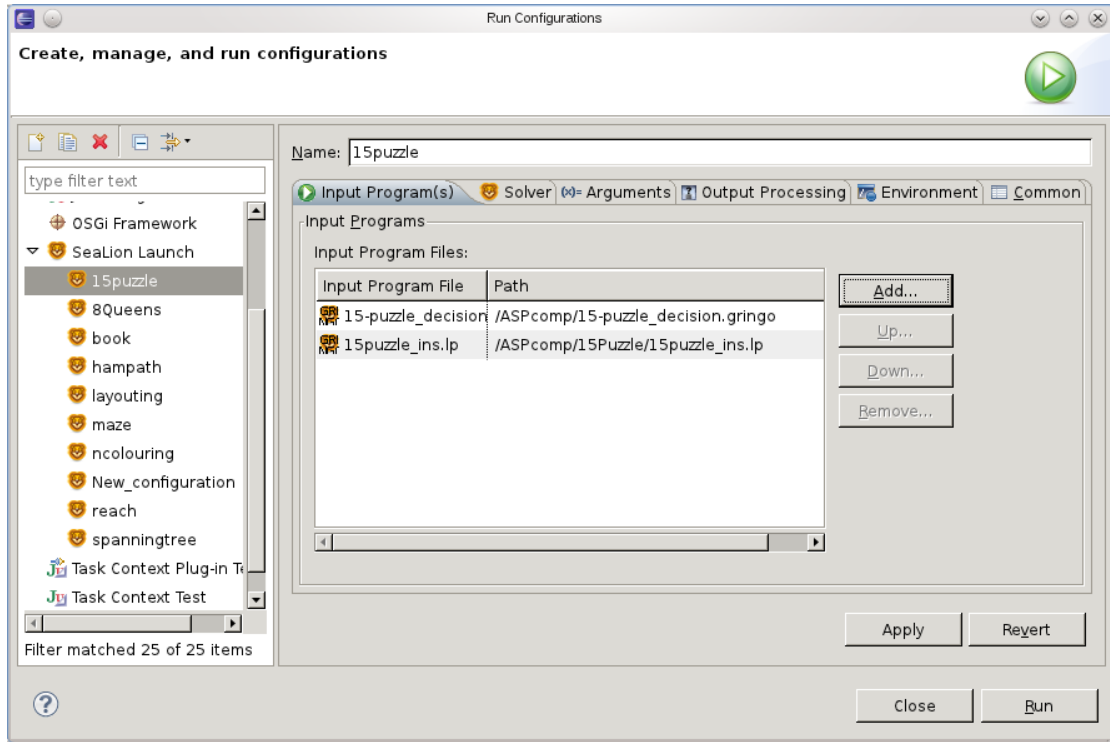 Run Configurations
Create, manage, and run configurations
type filter text
OSGi Framework
SeaLion Launch
15puzzle
8Queens
book
hampath
layouting
maze
ncolouring
New_configuration
reach
spanningtree
Task Context Plug-in Te
Task Context Test
Filter matched 25 of 25 items
Name: 15puzzle
Input Program(s) Solver (x)= Arguments Output Processing Environment Common
Input Programs
Input Program Files:
Input Program File Path
15-puzzle_decision /ASPcomp/15-puzzle_decision.gringo
15puzzle_ins.lp /ASPcomp/15Puzzle/15puzzle_ins.lp
Add...
Up...
Down...
Remove...
Apply Revert
Close Run